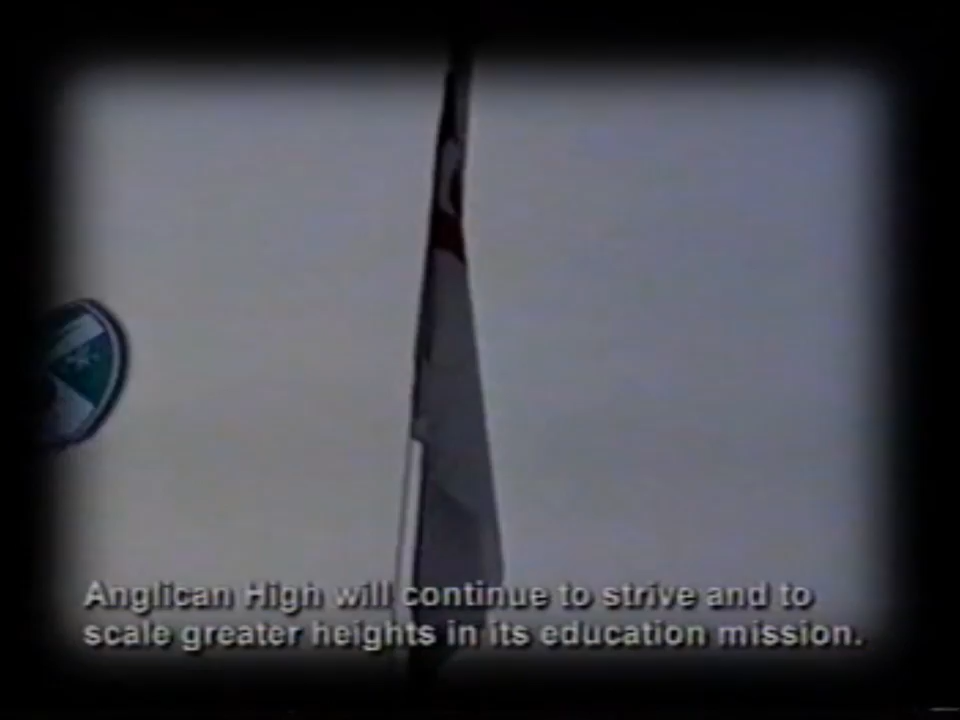 Anglican High will continue to strive and to
scale greater heights in its education mission.